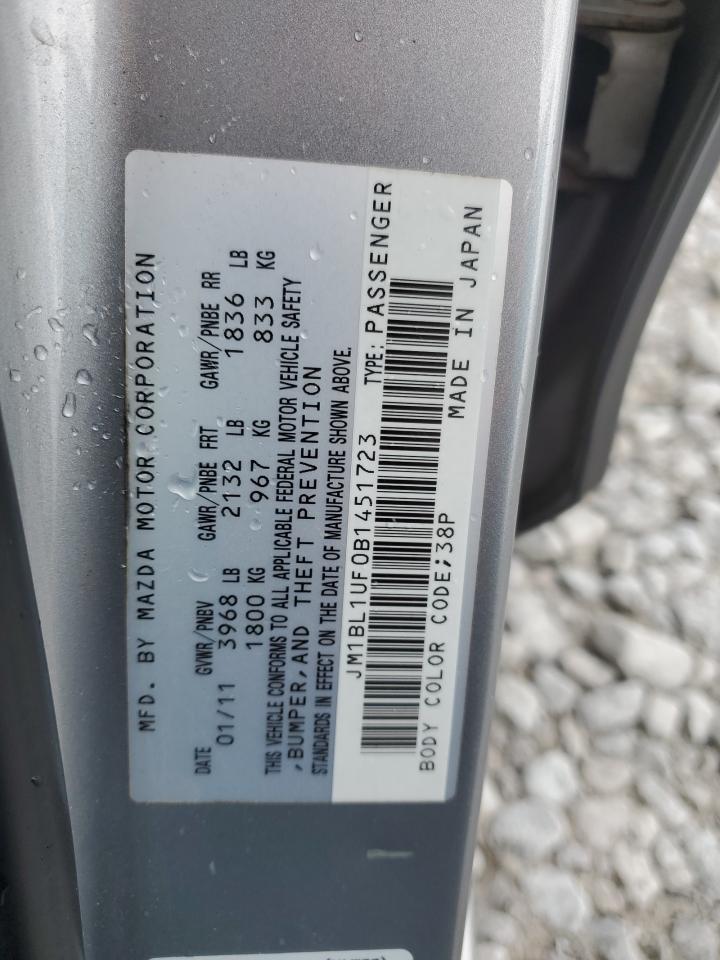 MFD. BY MAZDA MOTOR CORPORATION
DATE GVWR/PNBV GAWR/PNBE FRT GAWR/PNBE RR
01/11 3968 LB 2132 LB 1836 LB
1800 KG 967 KG 833 KG
THIS VEHICLE CONFORMS TO ALL APPLICABLE FEDERAL MOTOR VEHICLE SAFETY
,BUMPER,AND THEFT PREVENTION
STANDARDS IN EFFECT ON THE DATE OF MANUFACTURE SHOWN ABOVE.
JM1BL1UF0B1451723 TYPE: PASSENGER
BODY COLOR CODE;38P MADE IN JAPAN